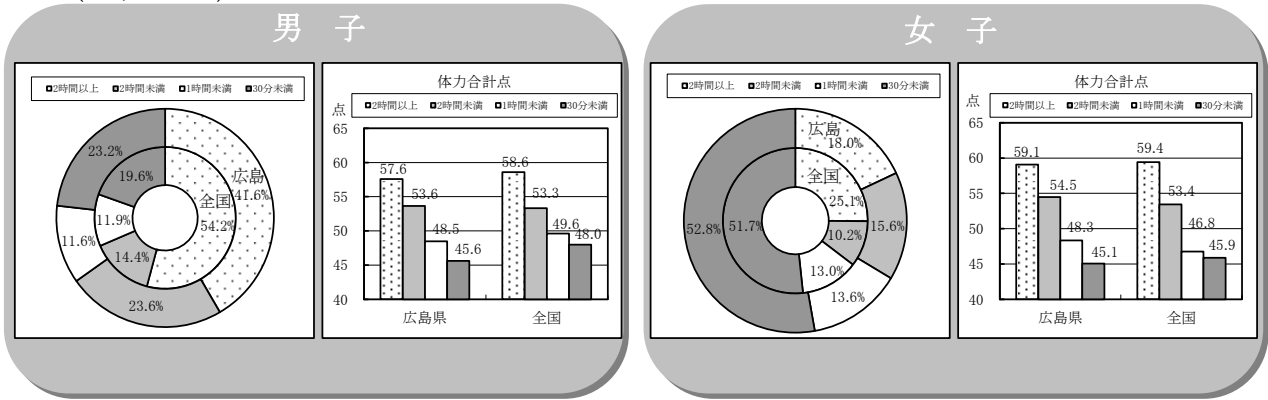 男 子
□2時間以上 □2時間未満 □1時間未満 ■30分未満
23.2%
19.6%
広島
41.6%
全国
54.2%
11.9%
11.6%
14.4%
23.6%
体力合計点
点
□2時間以上 □2時間未満 □1時間未満 ■30分未満
65
60
55
50
45
40
57.6
53.6
48.5
45.6
58.6
53.3
49.6
48.0
広島県
全国
女 子
□2時間以上 □2時間未満 □1時間未満 ■30分未満
広島
18.0%
全国
25.1%
52.8%
51.7%
10.2%
15.6%
13.0%
13.6%
体力合計点
点
□2時間以上 □2時間未満 □1時間未満 ■30分未満
65
60
55
50
45
40
59.1
54.5
48.3
45.1
59.4
53.4
46.8
45.9
広島県
全国